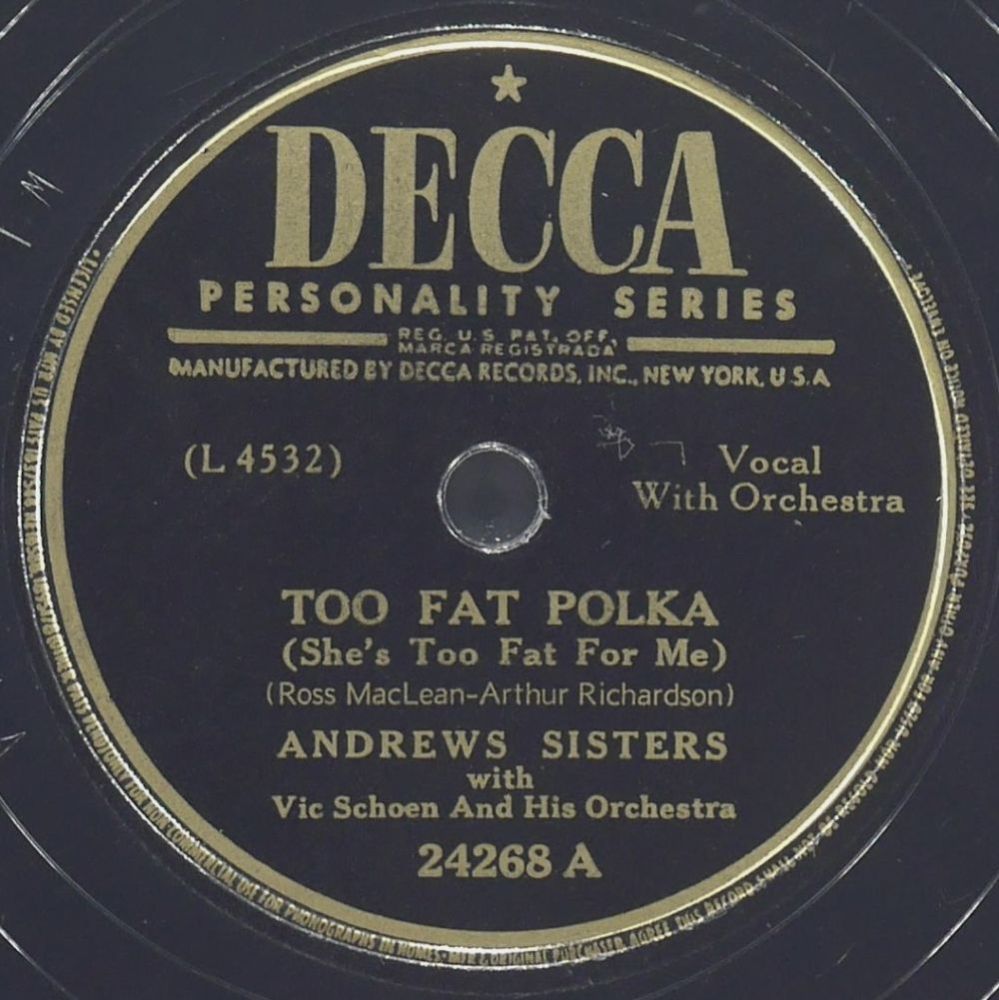 DECCA
PERSONALITY SERIES
REG. U.S. PAT. OFF.
MARCA REGISTRADA
MANUFACTURED BY DECCA RECORDS, INC., NEW YORK, U.S.A
(L 4532)
Vocal
With Orchestra
TOO FAT POLKA
(She's Too Fat For Me)
(Ross MacLean-Arthur Richardson)
ANDREWS SISTERS
with
Vic Schoen And His Orchestra
24268 A